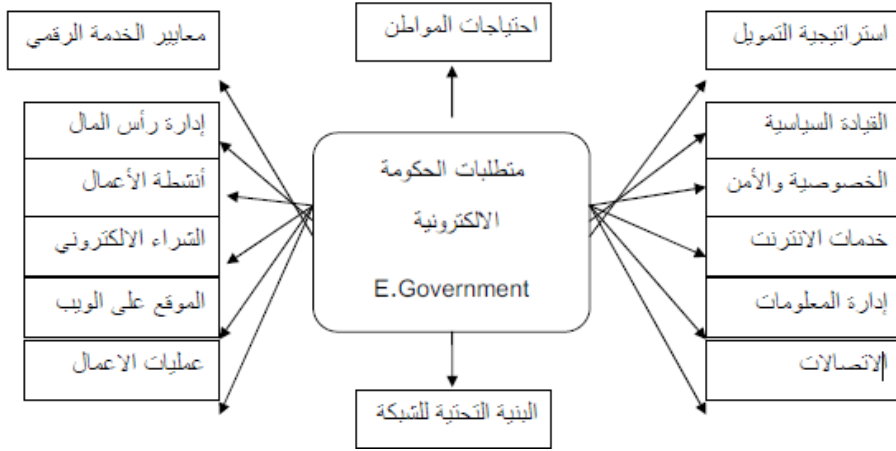 استراتيجية التمويل
احتياجات المواطن
معايير الخدمة الرقمي
القيادة السياسية
الخصوصية والأمن
خدمات الانترنت
إدارة المعلومات
الاتصالات
متطلبات الحكومة
الالكترونية
E.Government
إدارة رأس المال
أنشطة الأعمال
الشراء الالكتروني
الموقع على الويب
عمليات الاعمال
البنية التحتية للشبكة